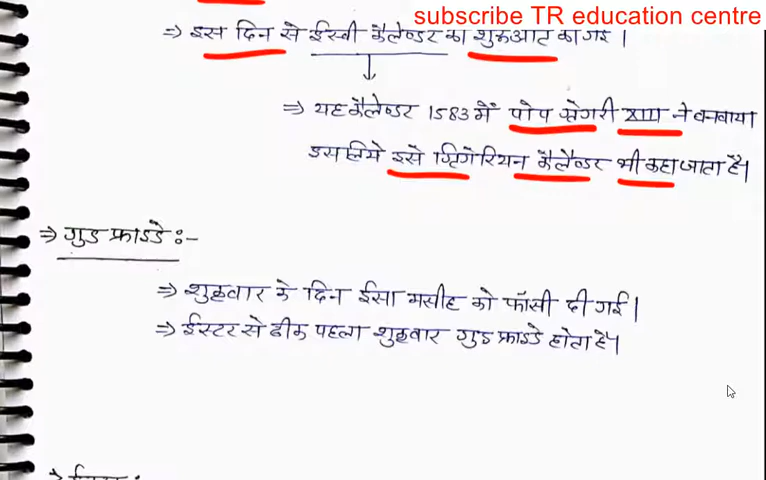 subscribe TR education centre
⇒ इस दिन से ईस्वी कैलेण्डर की शुरुआत की गई ।
⇒ यह कैलेण्डर 1583 में पोप ग्रेगरी XIII ने बनवाया
इसलिये इसे ग्रिगेरियन कैलेण्डर भी कहा जाता है।
⇒ गुड फ्राइडे :-
⇒ शुक्रवार के दिन ईसा मसीह को फाँसी दी गई।
⇒ ईस्टर से ठीक पहला शुक्रवार गुड फ्राइडे होता है।